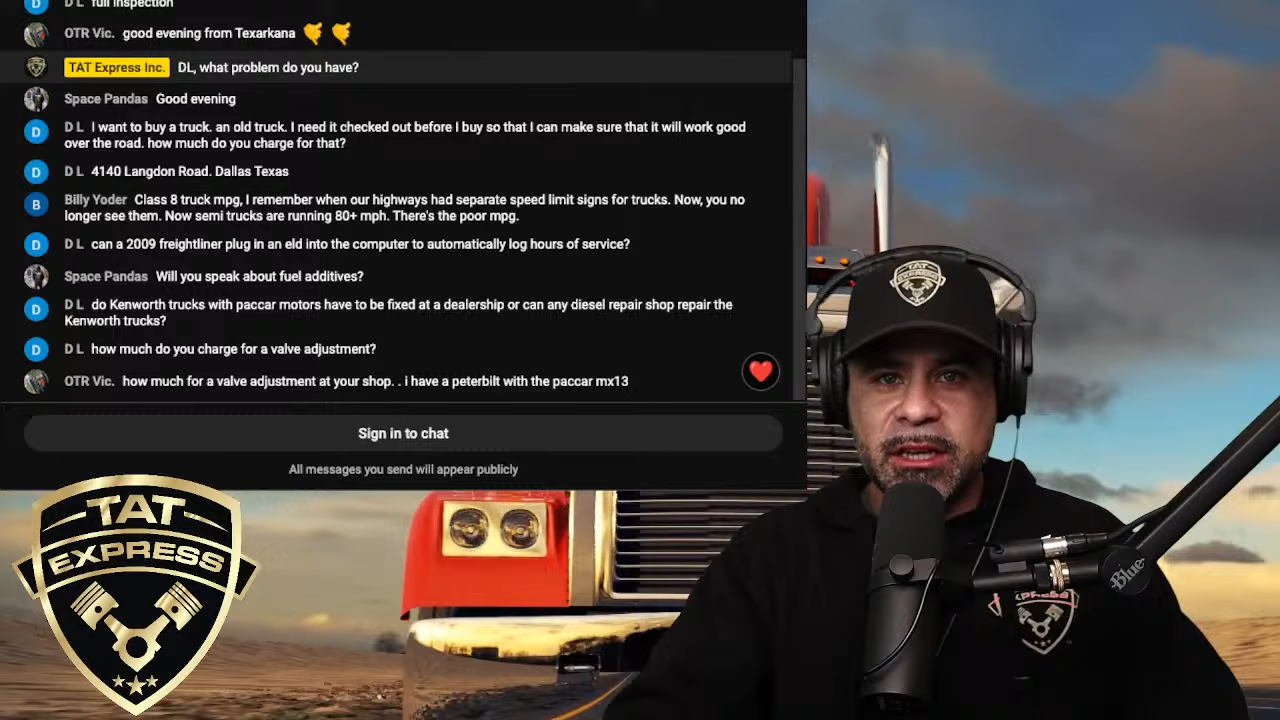 D L full inspection
OTR Vic. good evening from Texarkana
TAT Express Inc. DL, what problem do you have?
Space Pandas Good evening
D L I want to buy a truck. an old truck. I need it checked out before I buy so that I can make sure that it will work good
over the road. how much do you charge for that?
D L 4140 Langdon Road. Dallas Texas
Billy Yoder Class 8 truck mpg, I remember when our highways had separate speed limit signs for trucks. Now, you no
longer see them. Now semi trucks are running 80+ mph. There's the poor mpg.
D L can a 2009 freightliner plug in an eld into the computer to automatically log hours of service?
Space Pandas Will you speak about fuel additives?
D L do Kenworth trucks with paccar motors have to be fixed at a dealership or can any diesel repair shop repair the
Kenworth trucks?
D L how much do you charge for a valve adjustment?
OTR Vic. how much for a valve adjustment at your shop. . i have a peterbilt with the paccar mx13
Sign in to chat
All messages you send will appear publicly
D
D
D
B
D
D
D
TAT
EXPRESS
TAT
EXPRESS
Blue